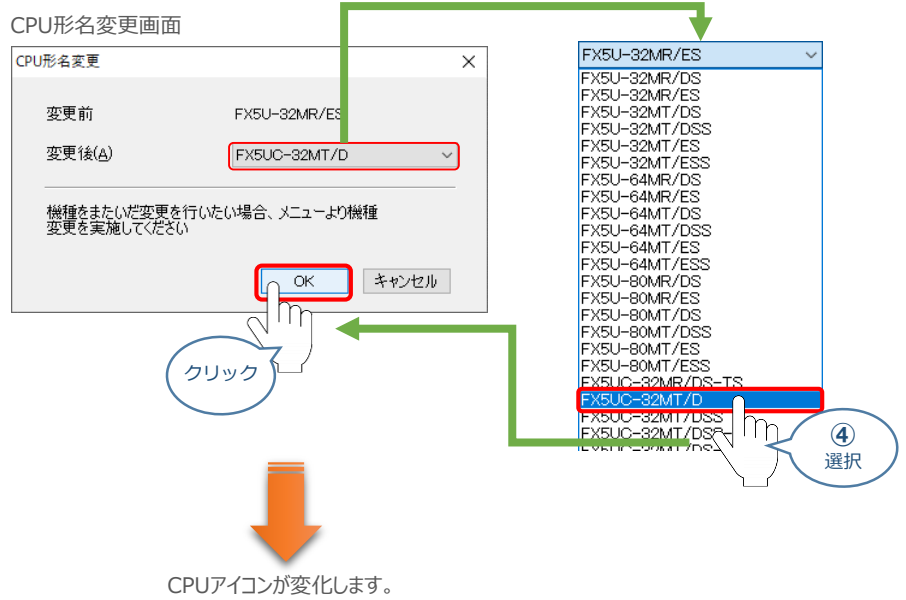 CPU形名変更画面
CPU形名変更
変更前 FX5U-32MR/ES
変更後(A) FX5UC-32MT/D
機種をまたいだ変更を行いたい場合、メニューより機種
変更を実施してください
OK キャンセル
クリック
FX5U-32MR/ES
FX5U-32MR/DS
FX5U-32MR/ES
FX5U-32MT/DS
FX5U-32MT/DSS
FX5U-32MT/ES
FX5U-32MT/ESS
FX5U-64MR/DS
FX5U-64MR/ES
FX5U-64MT/DS
FX5U-64MT/DSS
FX5U-64MT/ES
FX5U-64MT/ESS
FX5U-80MR/DS
FX5U-80MR/ES
FX5U-80MT/DS
FX5U-80MT/DSS
FX5U-80MT/ES
FX5U-80MT/ESS
FX5UC-32MR/DS-TS
FX5UC-32MT/D
FX5UC-32MT/DSS
④
選択
CPUアイコンが変化します。